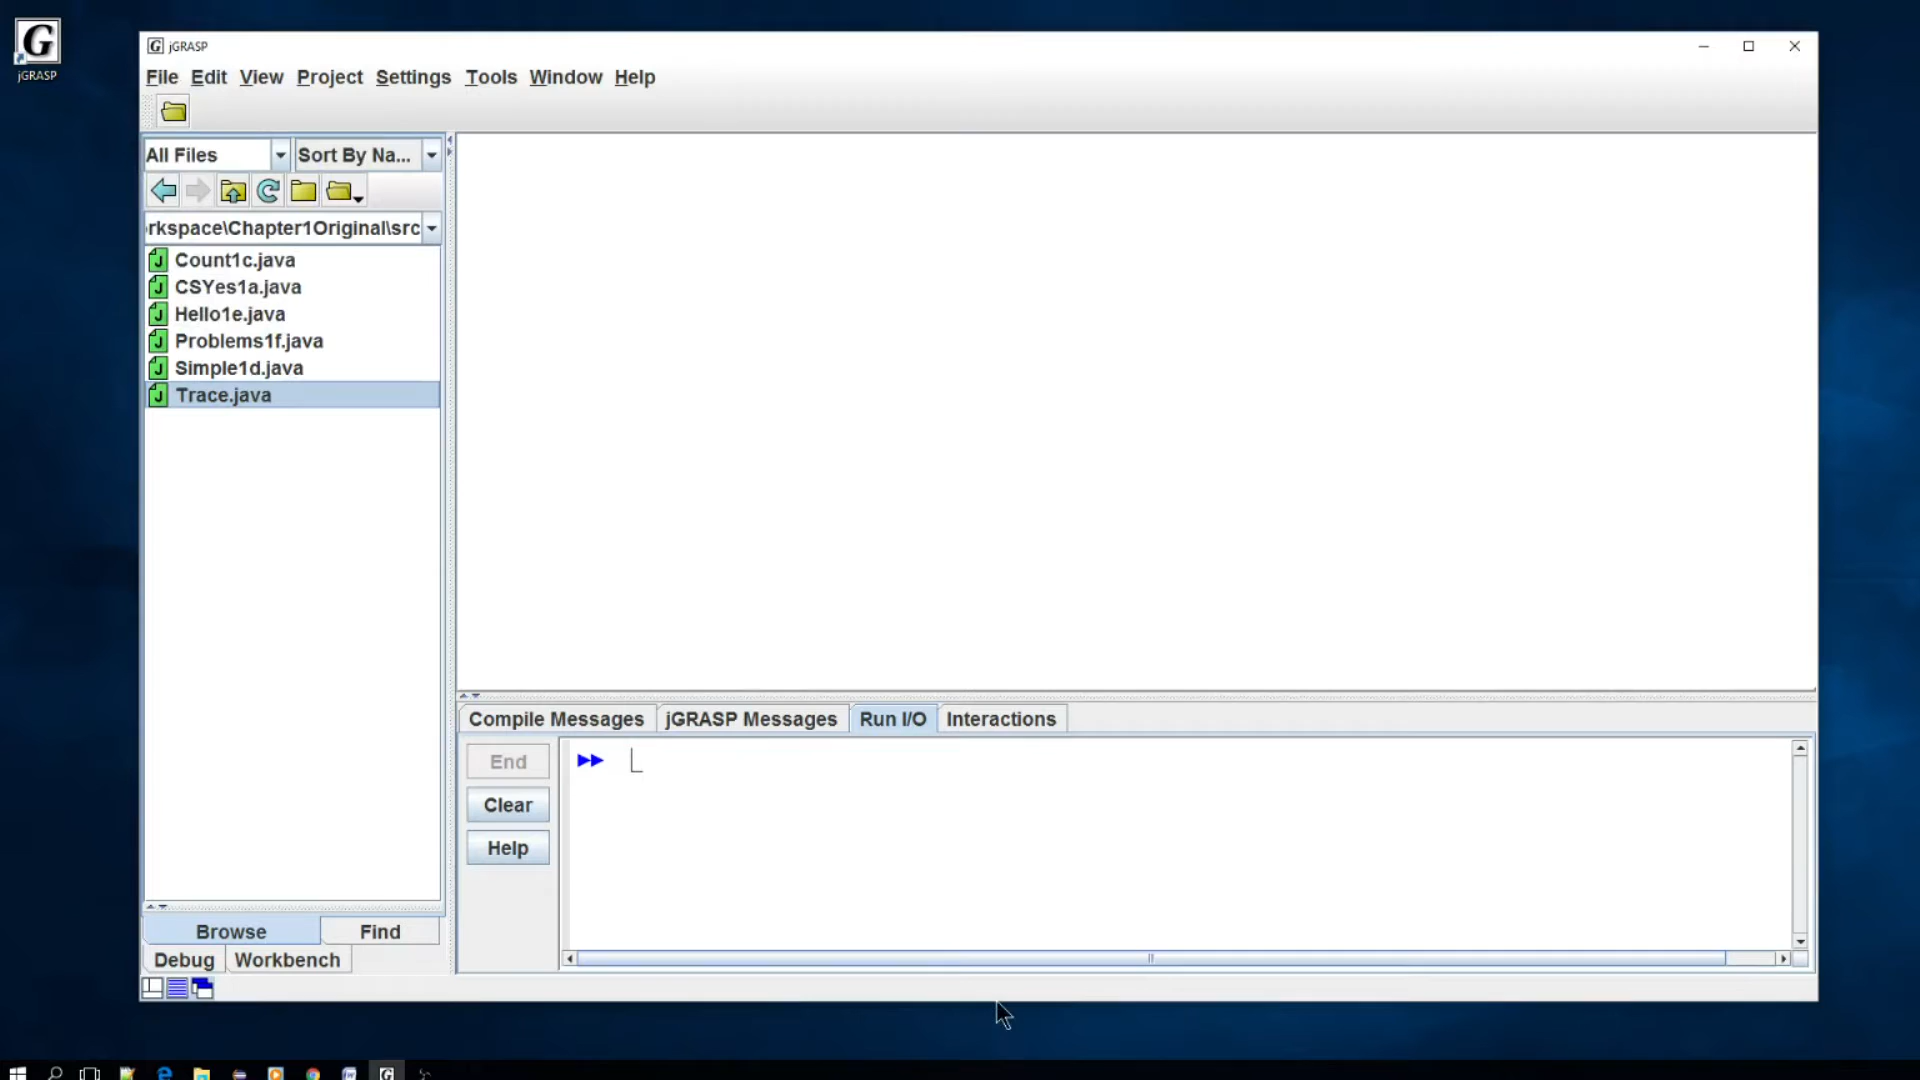 G
jGRASP
G jGRASP
File Edit View Project Settings Tools Window Help
All Files Sort By Na...
rkspace\Chapter1Original\src
J Count1c.java
J CSYes1a.java
J Hello1e.java
J Problems1f.java
J Simple1d.java
J Trace.java
Compile Messages jGRASP Messages Run I/O Interactions
End
Clear
Help
Browse Find
Debug Workbench